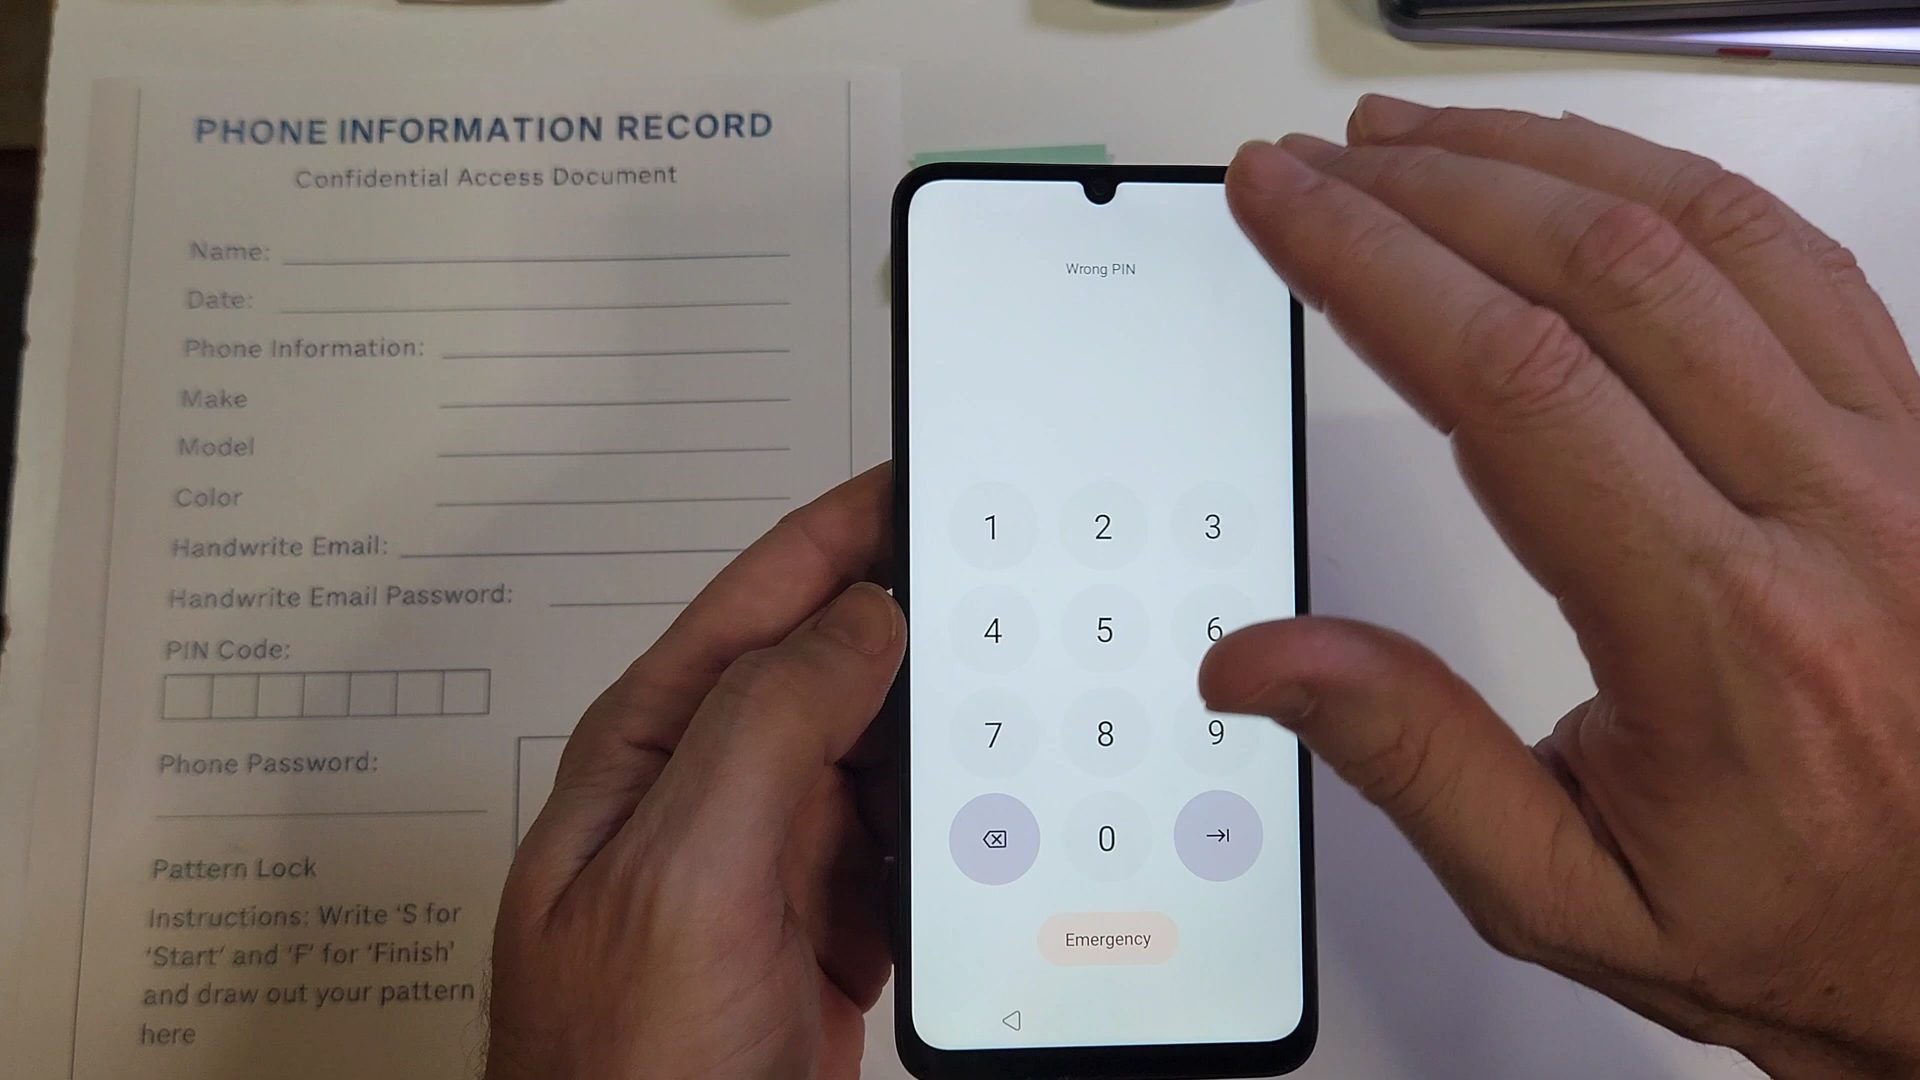 PHONE INFORMATION RECORD
Confidential Access Document
Name:
Date:
Phone Information:
Make
Model
Color
Handwrite Email:
Handwrite Email Password:
PIN Code:
Phone Password:
Pattern Lock
Instructions: Write ‘S for
‘Start’ and ‘F’ for ‘Finish’
and draw out your pattern
here
Wrong PIN
1 2 3
4 5 6
7 8 9
0
Emergency